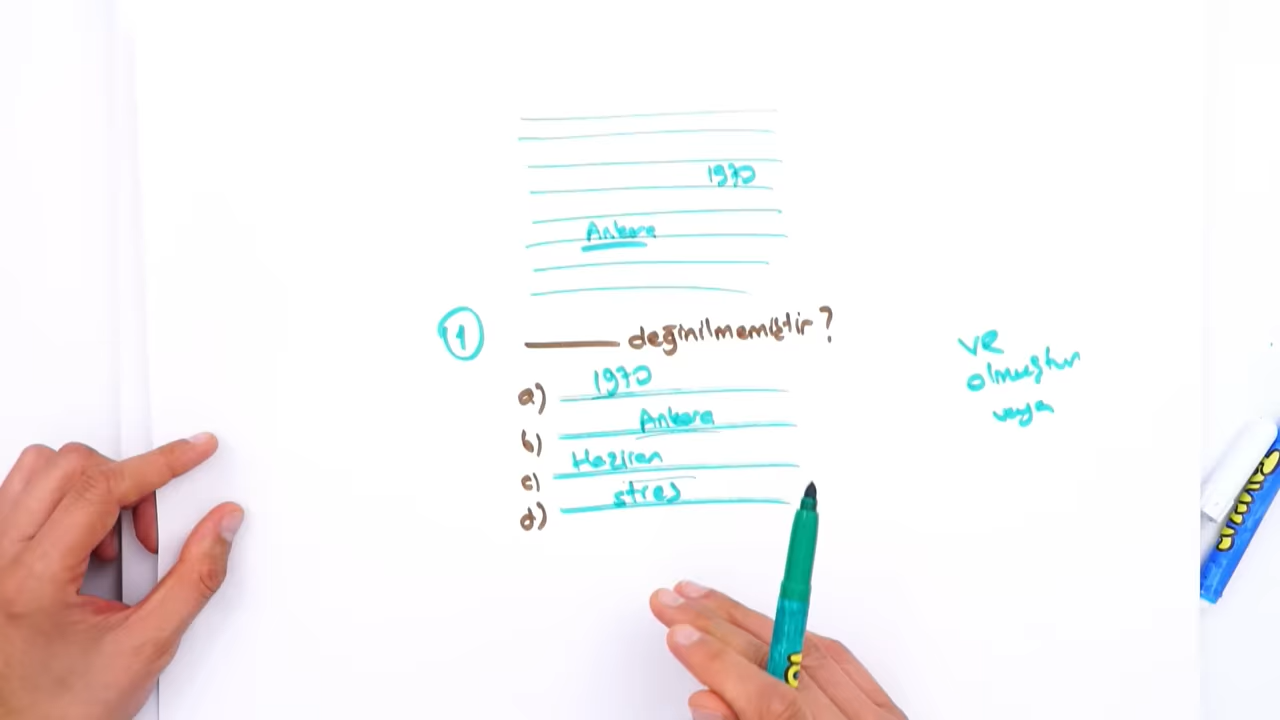 1970
Ankara
1
değinilmemiştir?
a) 1970
b) Ankara
c) Haziran
d) stres
ve
olmuştur
veya